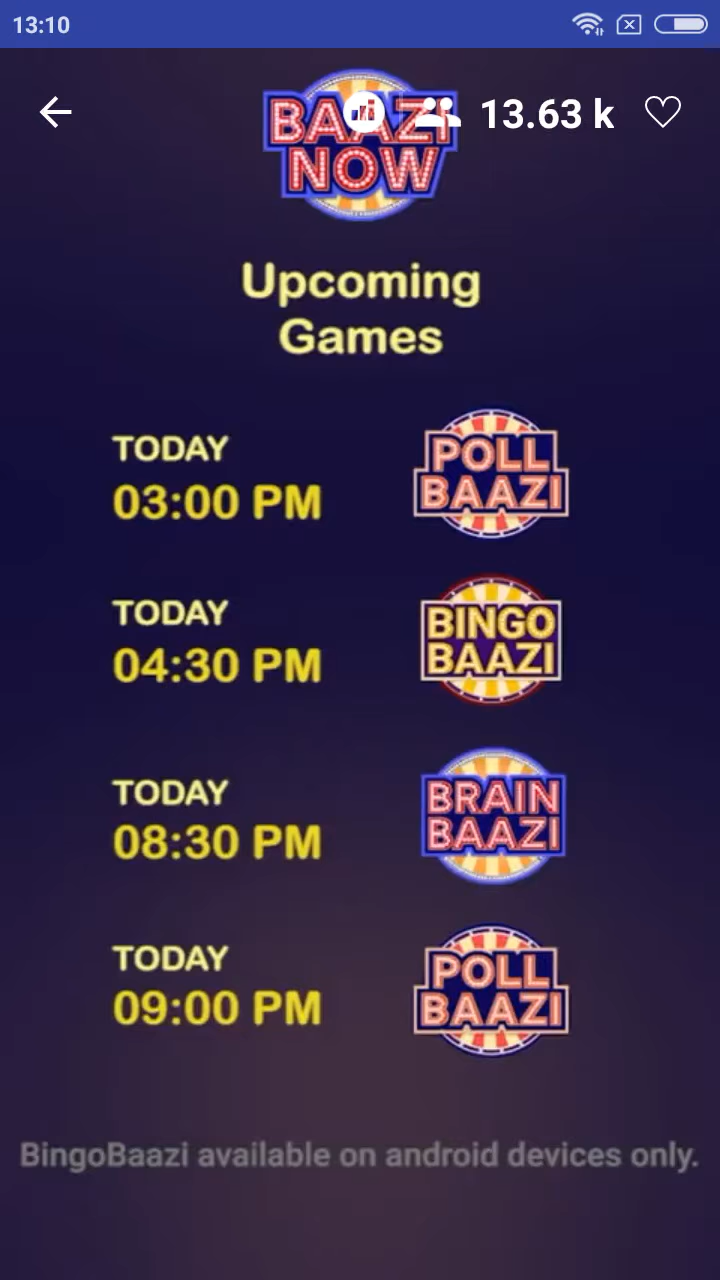 13:10
BAAZI
NOW
13.63 k
Upcoming
Games
TODAY
03:00 PM
POLL
BAAZI
TODAY
04:30 PM
BINGO
BAAZI
TODAY
08:30 PM
BRAIN
BAAZI
TODAY
09:00 PM
POLL
BAAZI
BingoBaazi available on android devices only.